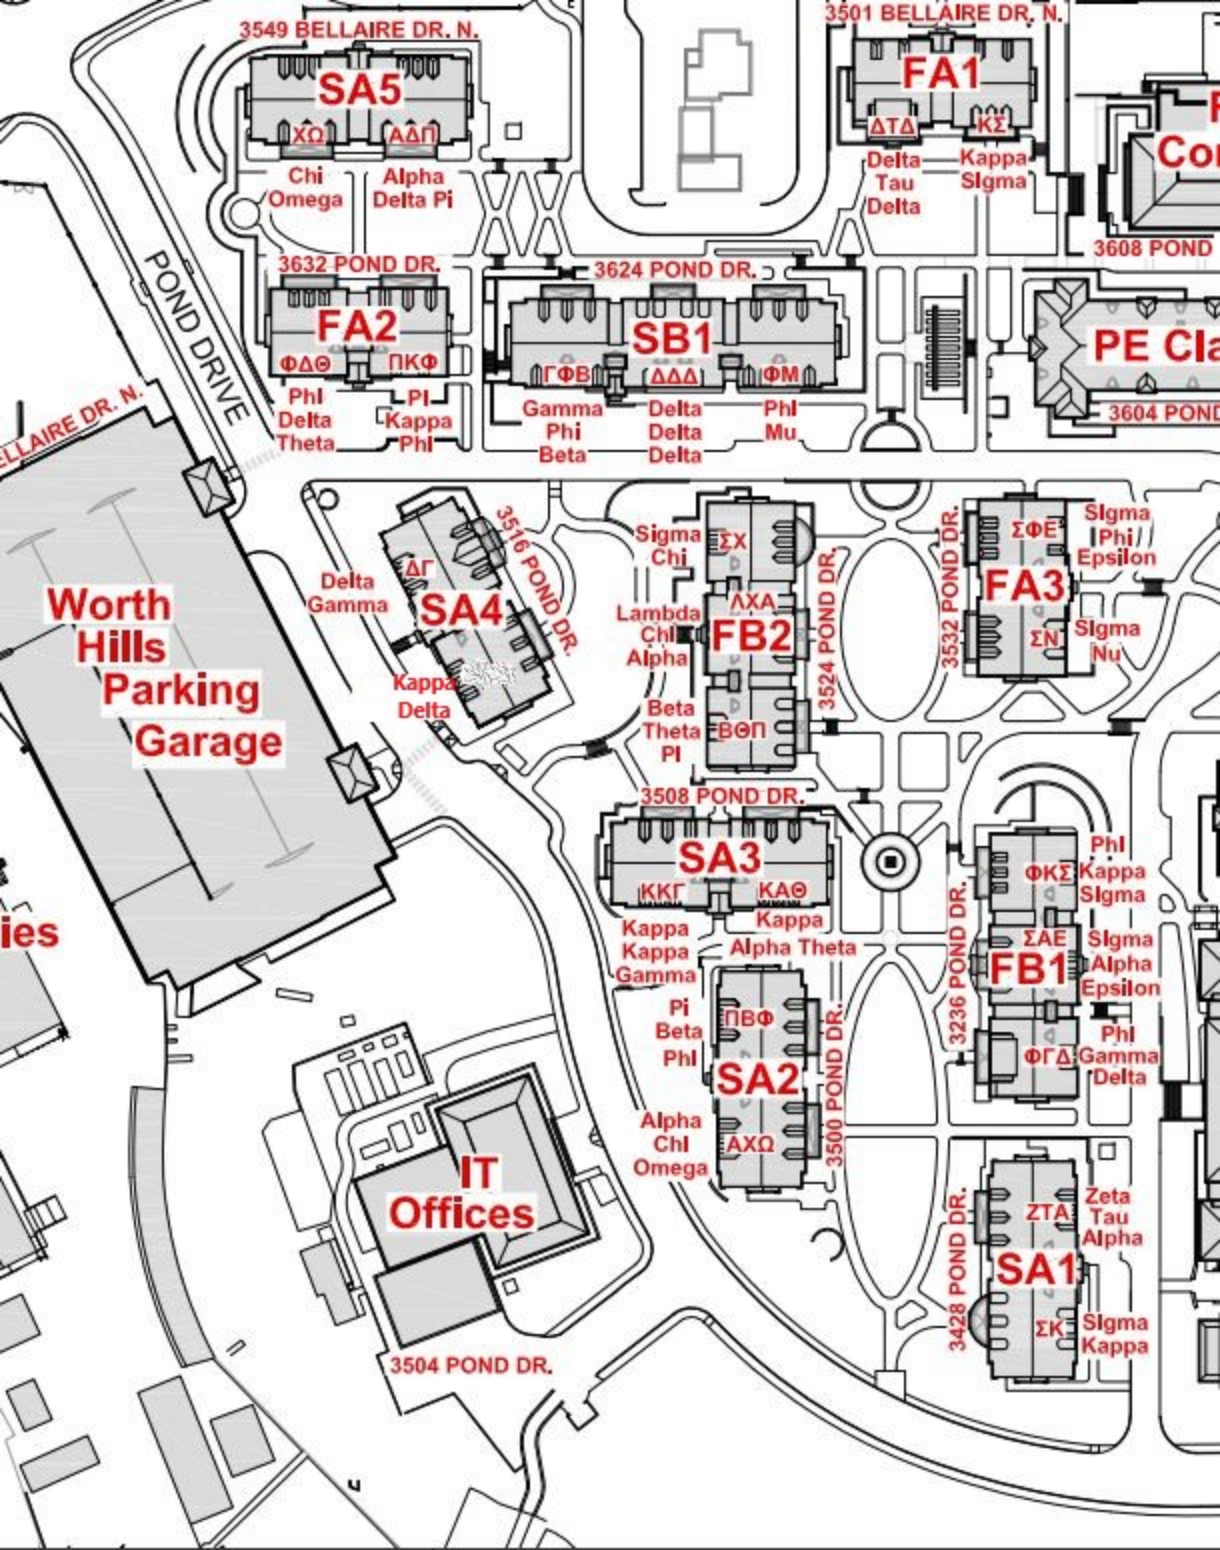 3549 BELLAIRE DR. N.
SA5
ΧΩ
ΑΔΠ
Chi
Omega
Alpha
Delta Pi
3501 BELLAIRE DR. N.
FA1
ΔΤΔ
ΚΣ
Delta
Tau
Delta
Kappa
SIgma
3608 POND
POND DRIVE
3632 POND DR.
FA2
ΦΔΘ
ΠΚΦ
PhI
Delta
Theta
PI
Kappa
PhI
3624 POND DR.
SB1
ΓΦΒ
ΔΔΔ
ΦΜ
Gamma
Phi
Beta
Delta
Delta
Delta
PhI
Mu
PE Cla
3604 POND
ELLAIRE DR. N.
Worth
Hills
Parking
Garage
3516 POND DR.
ΔΓ
SA4
Delta
Gamma
Kappa
Delta
Sigma
Chi
ΣΧ
Lambda
ChI
Alpha
ΛΧΑ
FB2
Beta
Theta
PI
ΒΘΠ
3524 POND DR.
3532 POND DR.
ΣΦΕ
FA3
ΣΝ
SIgma
Phi
Epsilon
SIgma
Nu
3508 POND DR.
SA3
ΚΚΓ
ΚΑΘ
Kappa
Kappa
Gamma
Kappa
Alpha Theta
3236 POND DR.
ΦΚΣ
PhI
Kappa
SIgma
ΣΑΕ
FB1
SIgma
Alpha
Epsilon
ΦΓΔ
PhI
Gamma
Delta
ies
Pi
Beta
PhI
ΠΒΦ
SA2
Alpha
ChI
Omega
ΑΧΩ
3500 POND DR.
IT
Offices
3504 POND DR.
3428 POND DR.
ΖΤΑ
Zeta
Tau
Alpha
SA1
ΣΚ
SIgma
Kappa